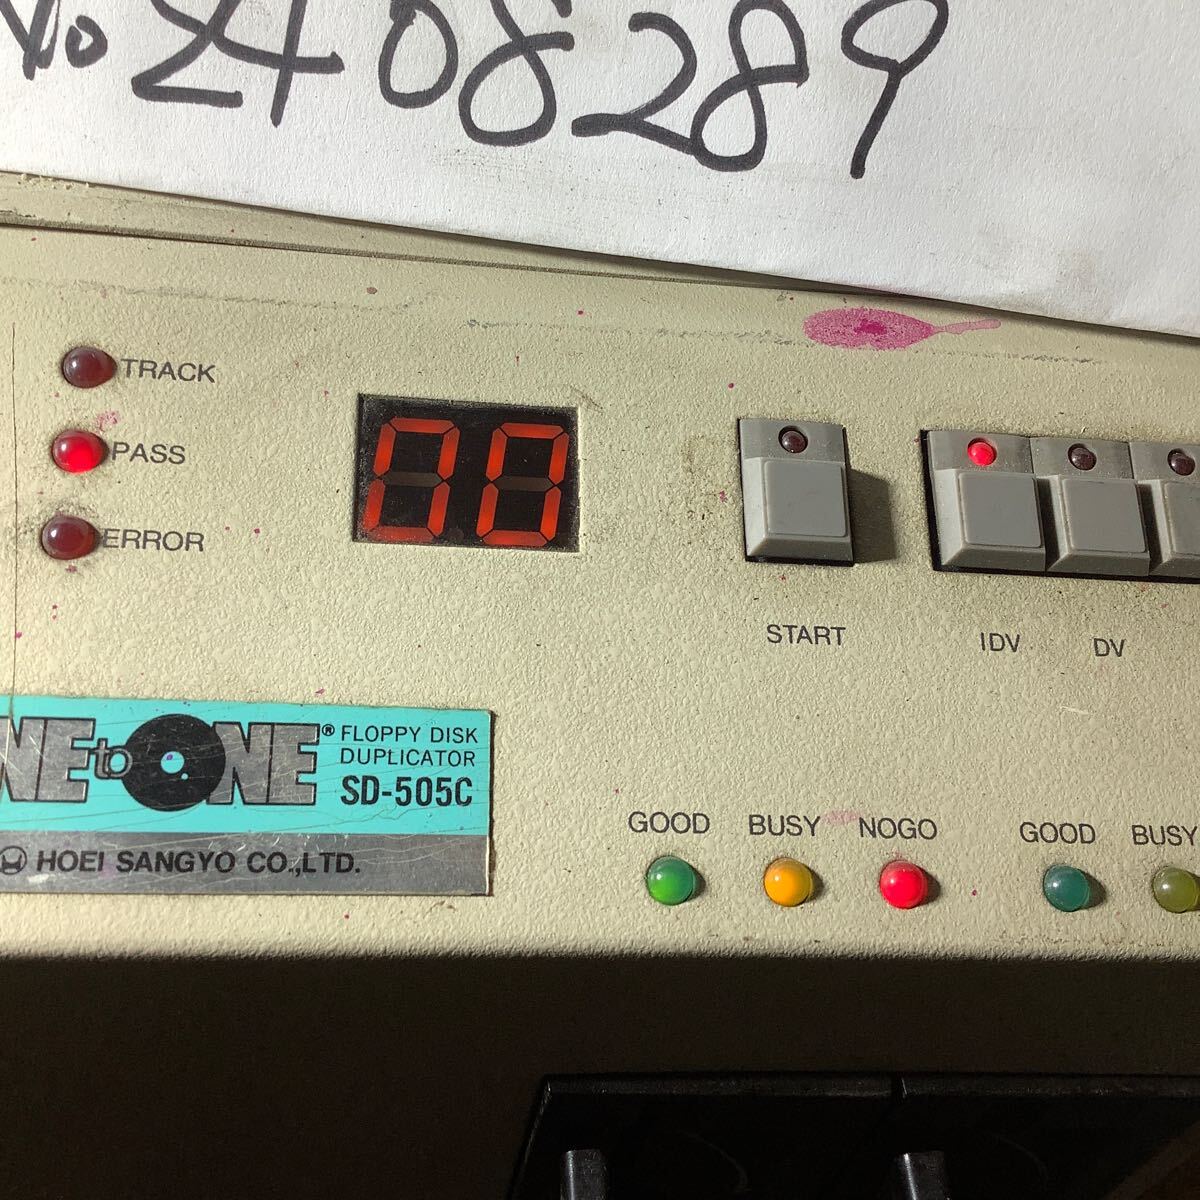 No.2408289
TRACK
PASS
ERROR
00
START IDV DV
NE to ONE®
FLOPPY DISK
DUPLICATOR
SD-505C
HOEI SANGYO CO.,LTD.
GOOD BUSY NOGO GOOD BUSY